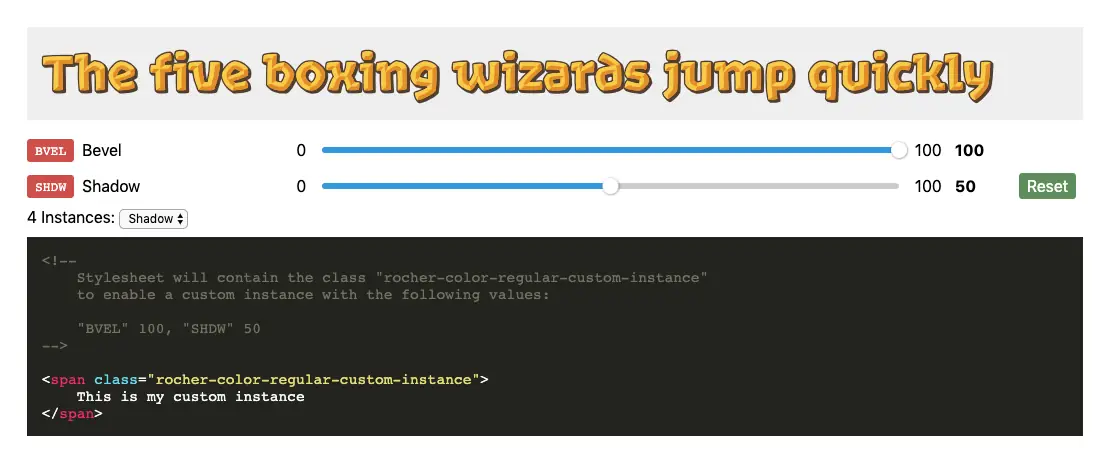 The five boxing wizards jump quickly
BVEL Bevel 0 100 100
SHDW Shadow 0 100 50 Reset
4 Instances: Shadow
<!--
    Stylesheet will contain the class "rocher-color-regular-custom-instance"
    to enable a custom instance with the following values:

    "BVEL" 100, "SHDW" 50
-->

<span class="rocher-color-regular-custom-instance">
    This is my custom instance
</span>